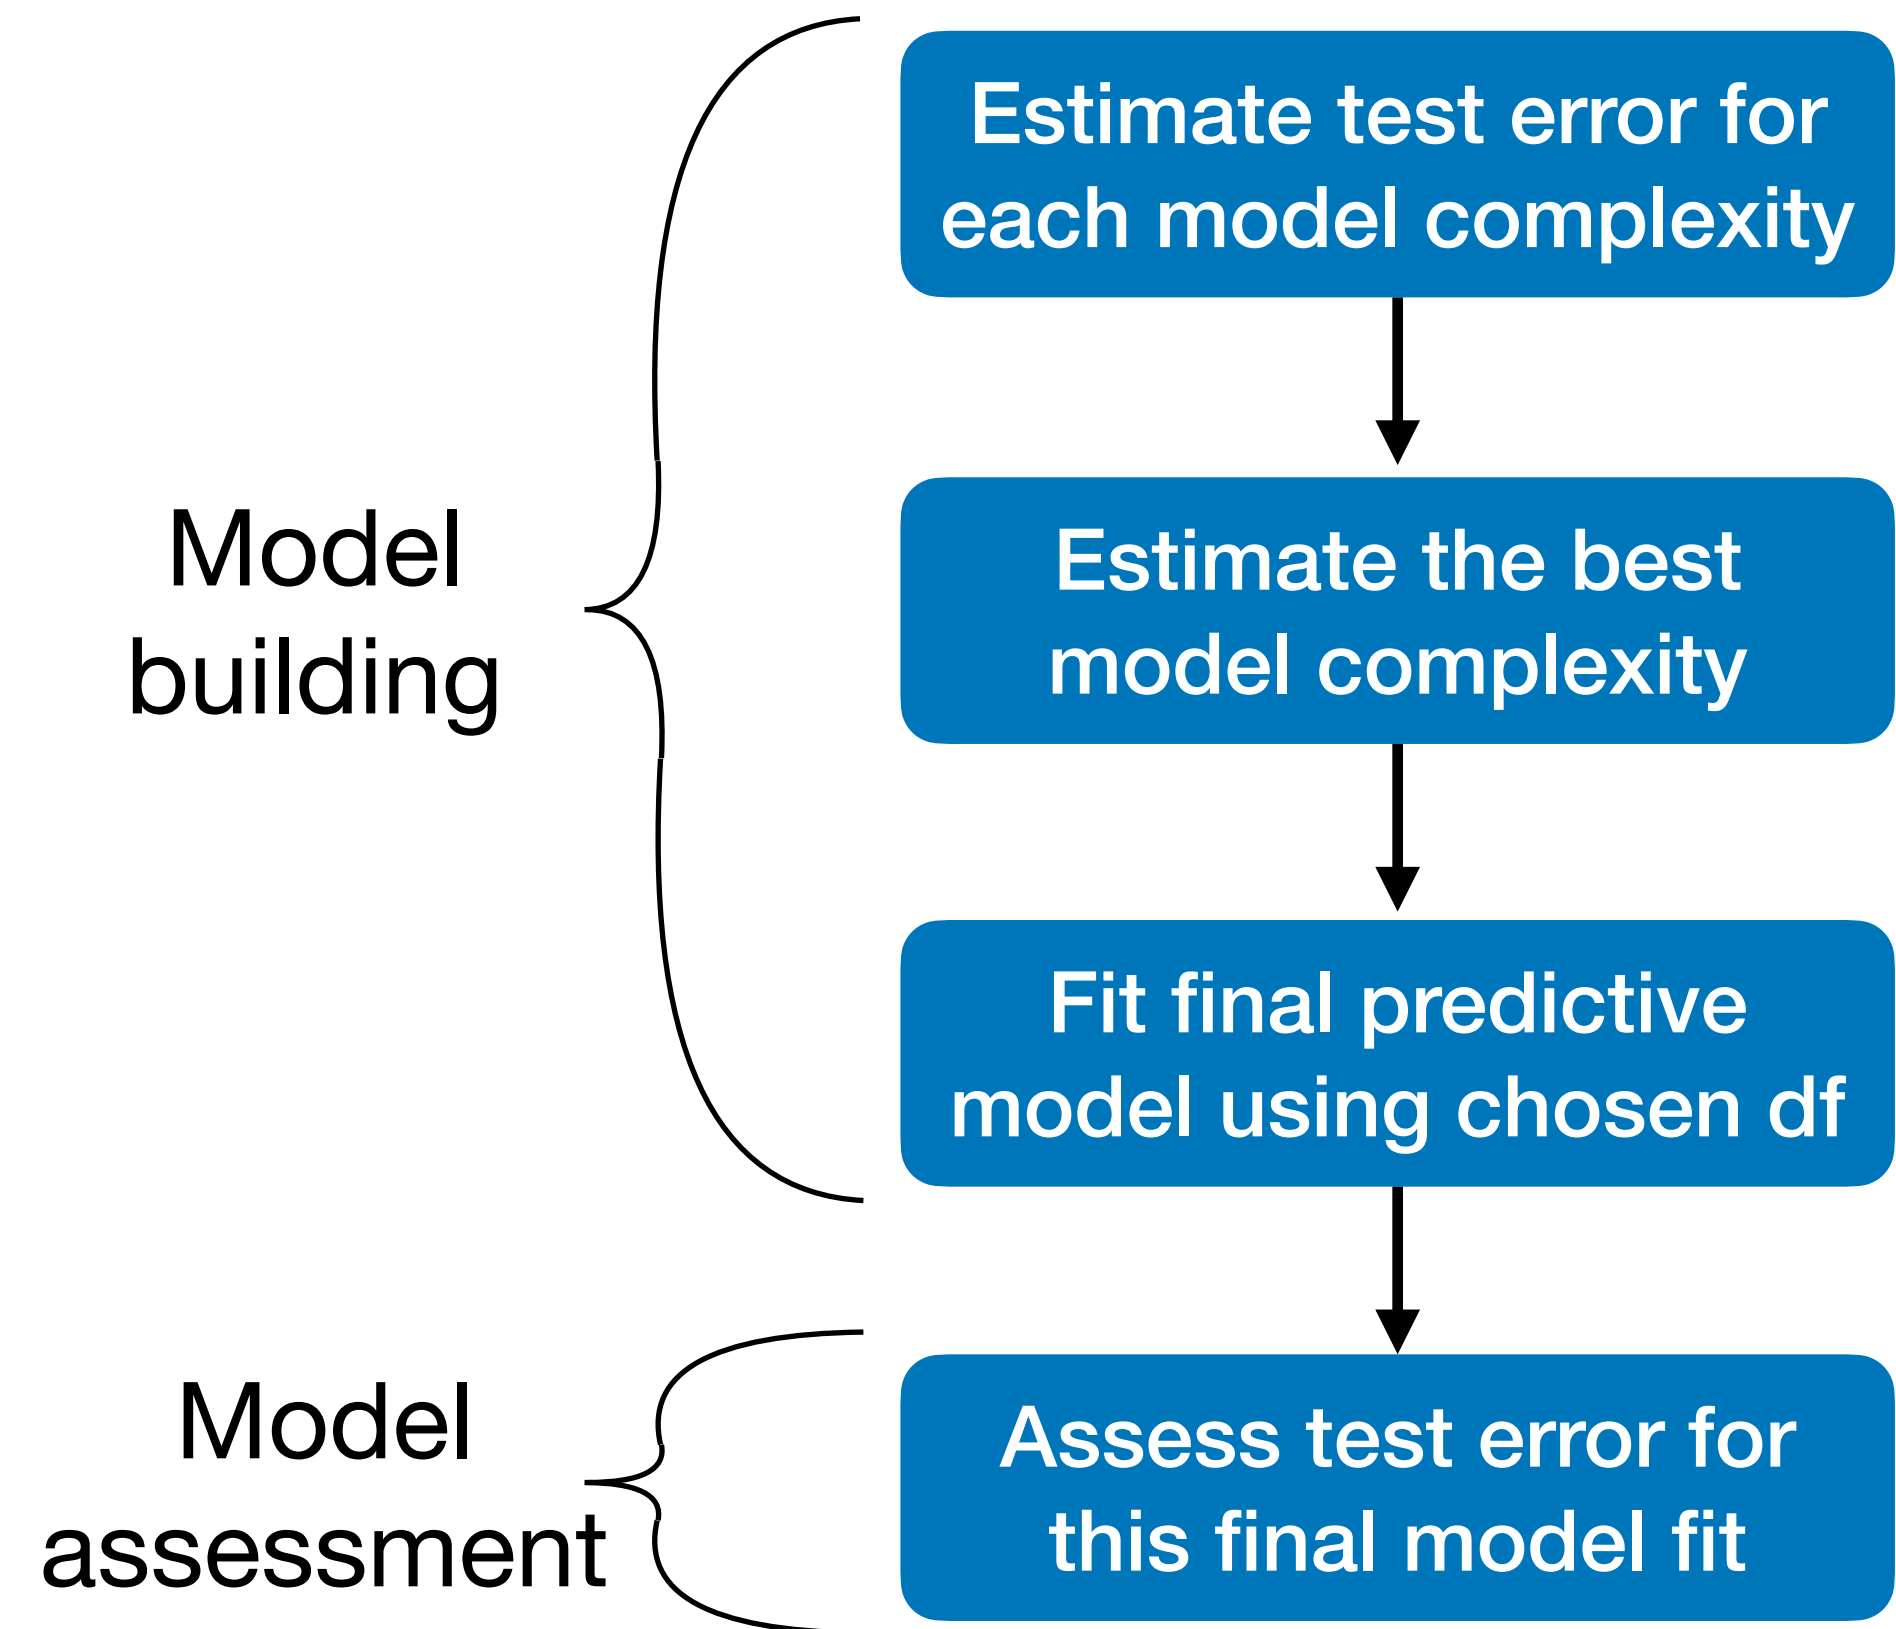 Model
building
Estimate test error for
each model complexity
Estimate the best
model complexity
Fit final predictive
model using chosen df
Model
assessment
Assess test error for
this final model fit